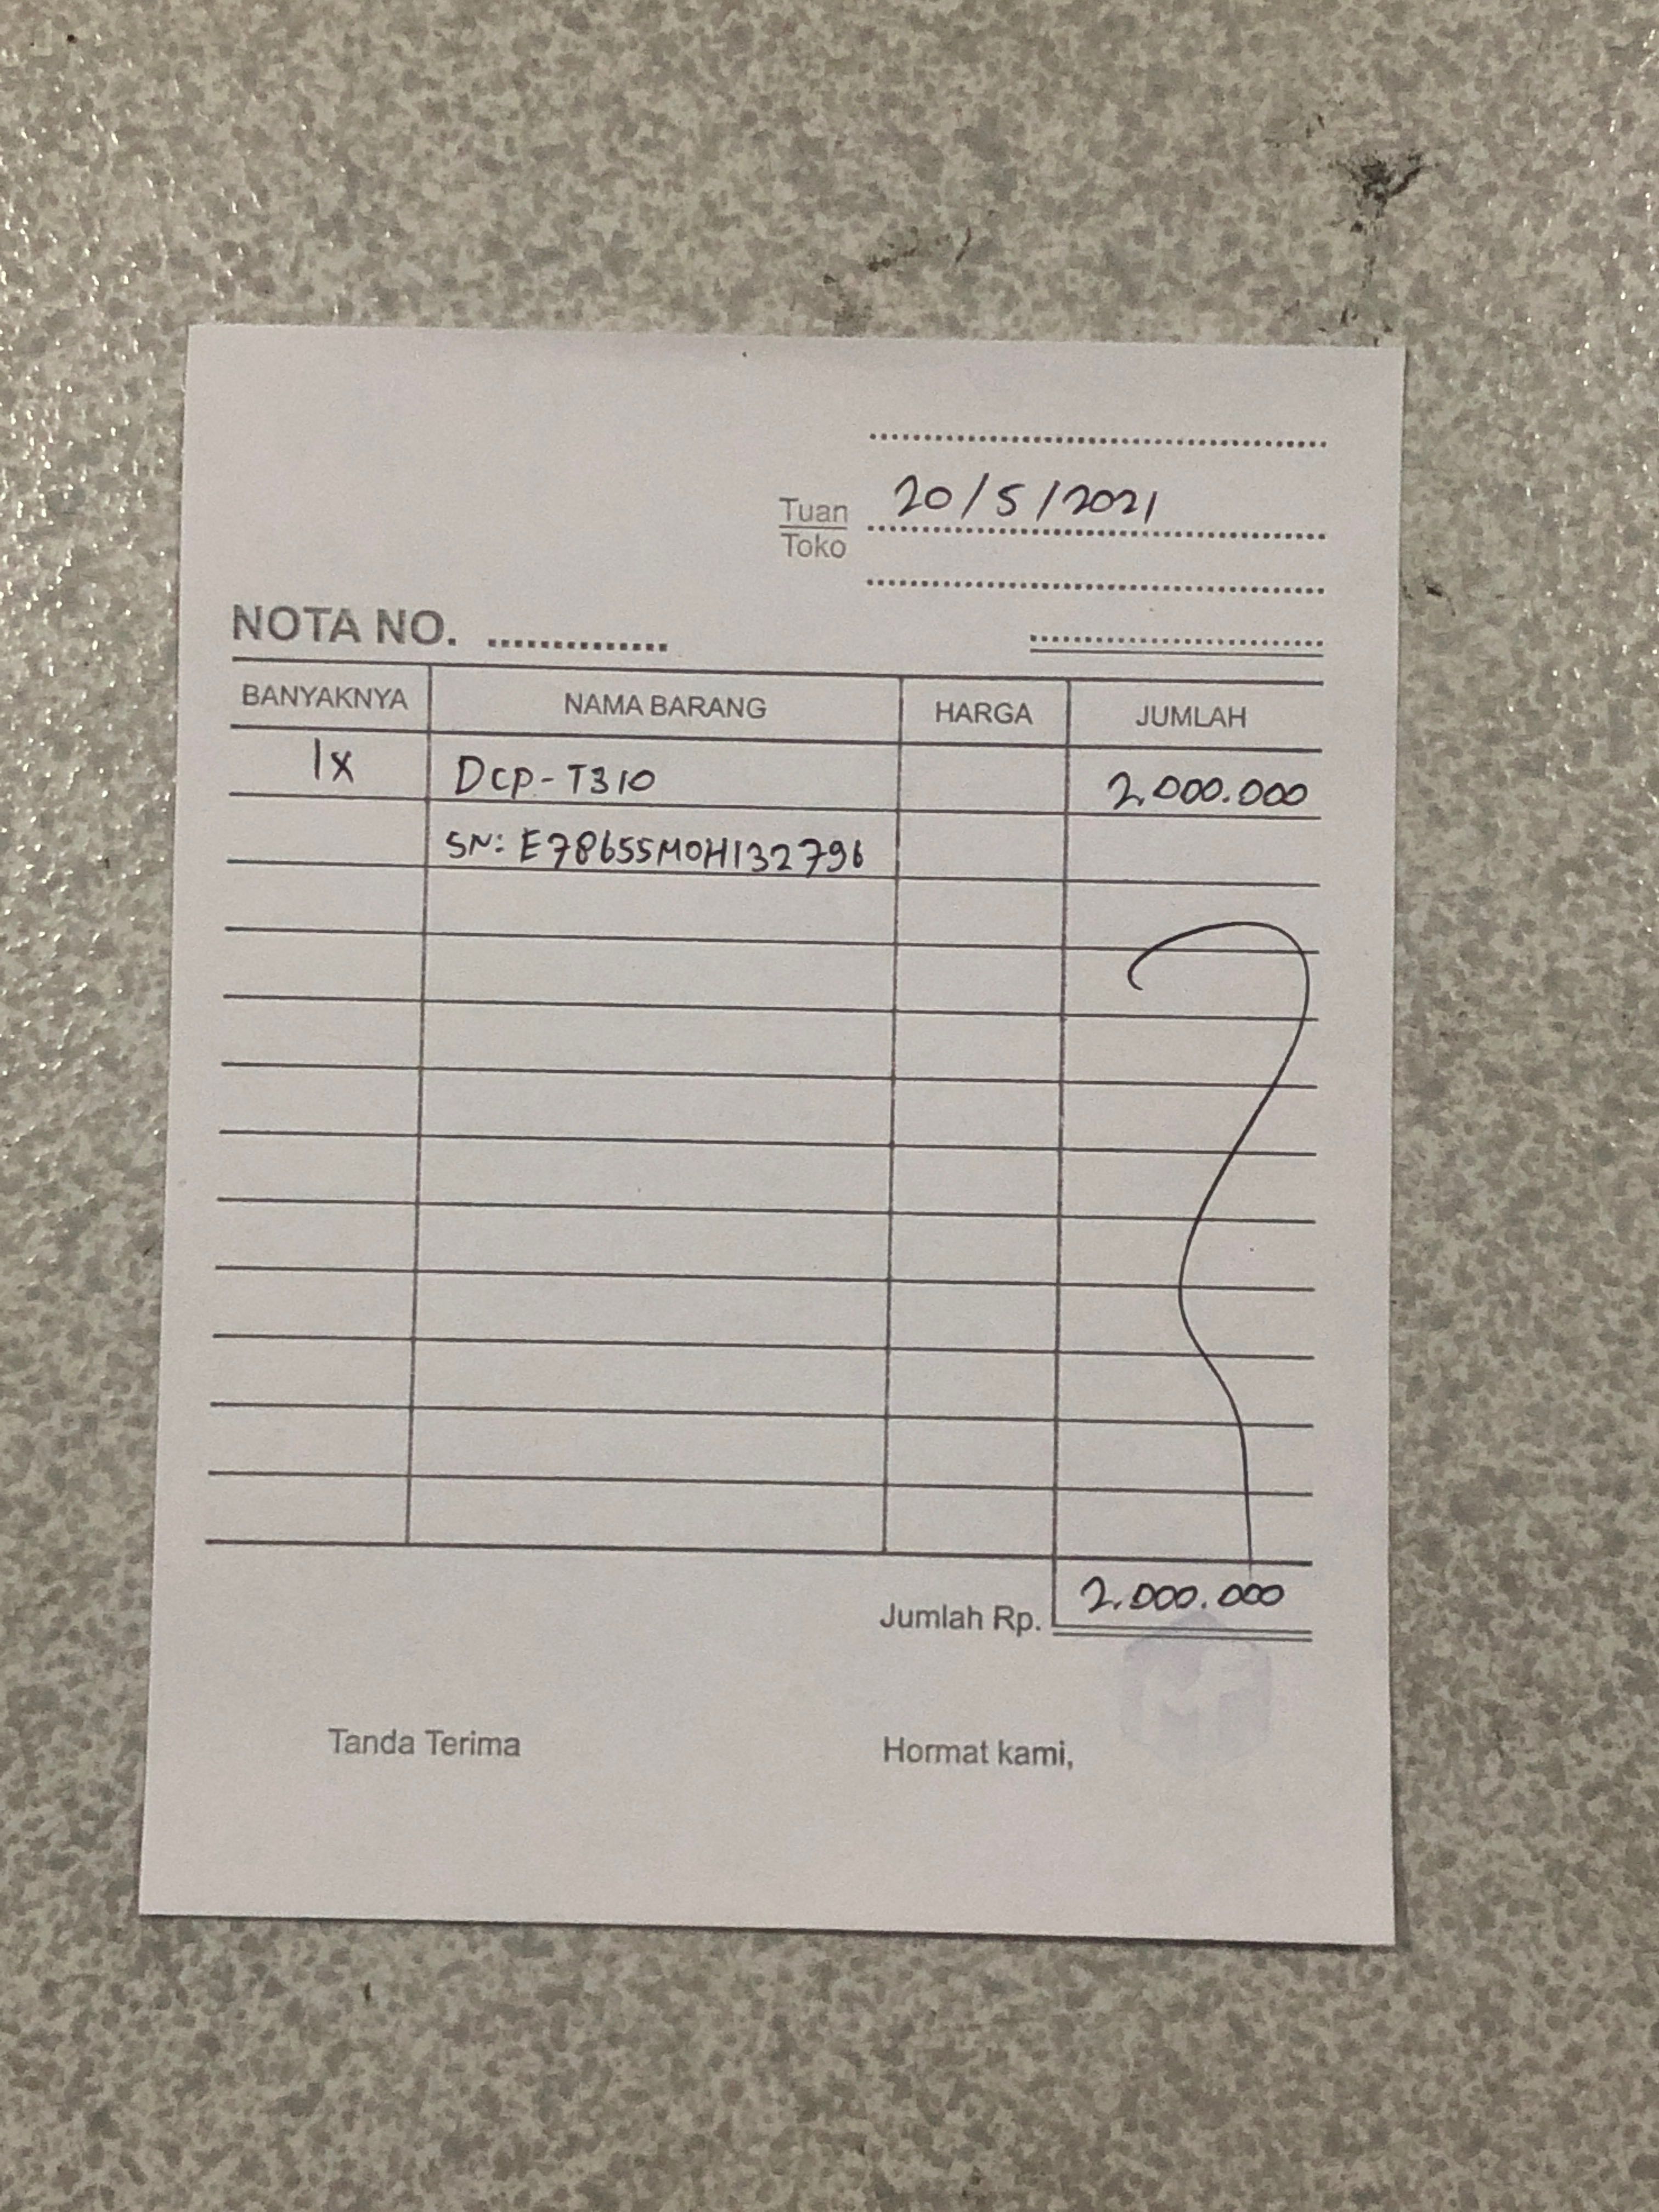 20/5/2021
Tuan
Toko
NOTA NO. ...............
BANYAKNYA NAMA BARANG HARGA JUMLAH
1x DCP-T310 2.000.000
SN: E78655M0H132796
Jumlah Rp. 2.000.000
Tanda Terima Hormat kami,